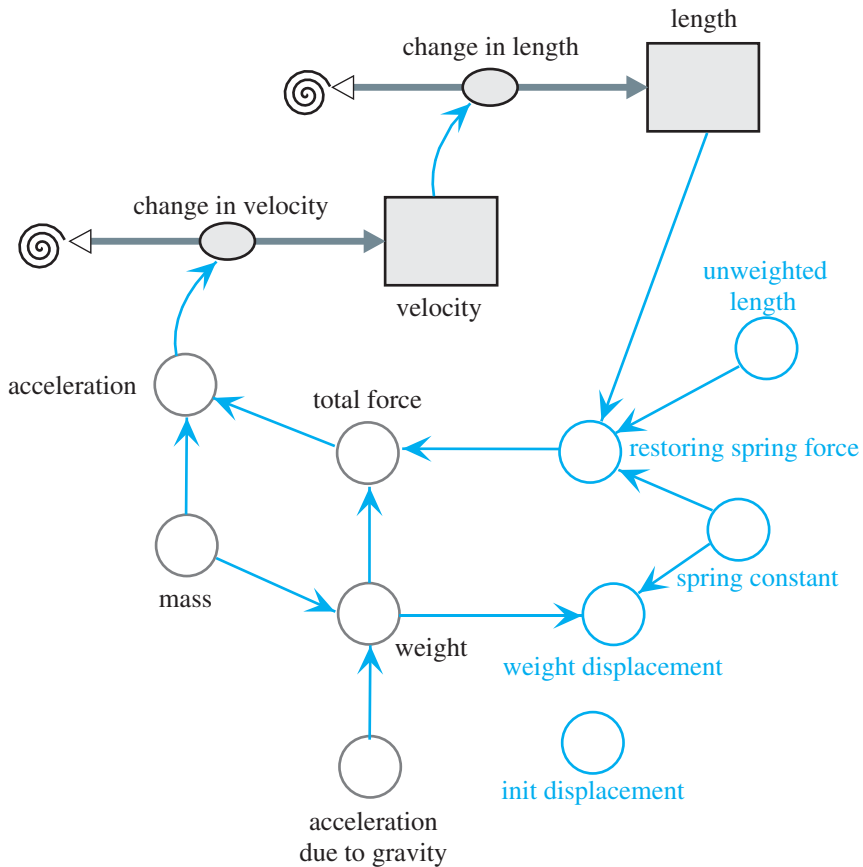 length
change in length
change in velocity
velocity
unweighted
length
acceleration
total force
restoring spring force
mass
spring constant
weight
weight displacement
init displacement
acceleration
due to gravity